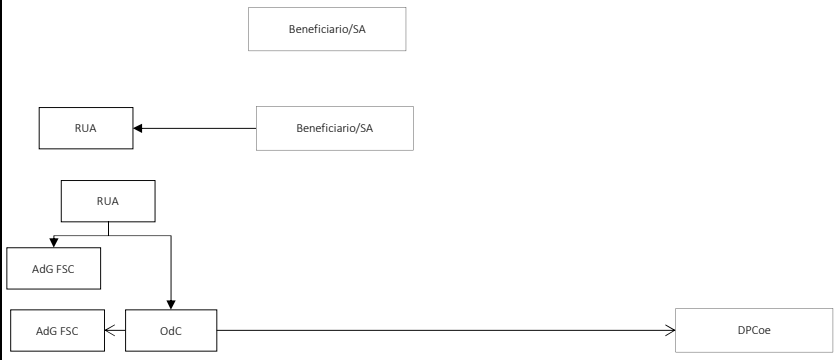 Beneficiario/SA
RUA
Beneficiario/SA
RUA
AdG FSC
AdG FSC
OdC
DPCoe